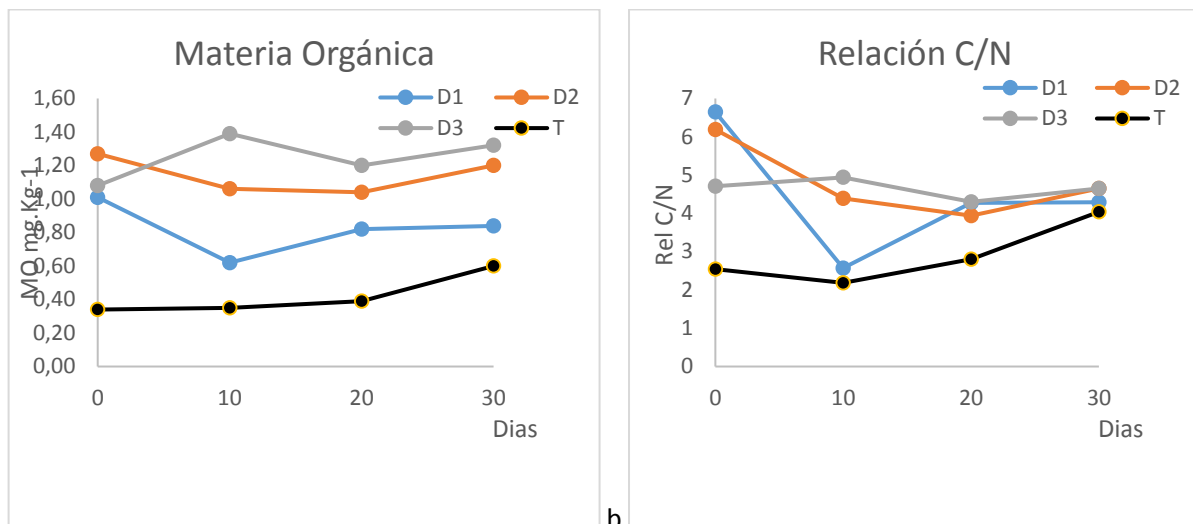 Materia Orgánica
D1
D2
D3
T
1,60
1,40
1,20
1,00
0,80
0,60
0,40
0,20
0,00
MO mg.Kg-1
0
10
20
30
Dias
Relación C/N
D1
D2
D3
T
7
6
5
4
3
2
1
0
Rel C/N
0
10
20
30
Dias
b